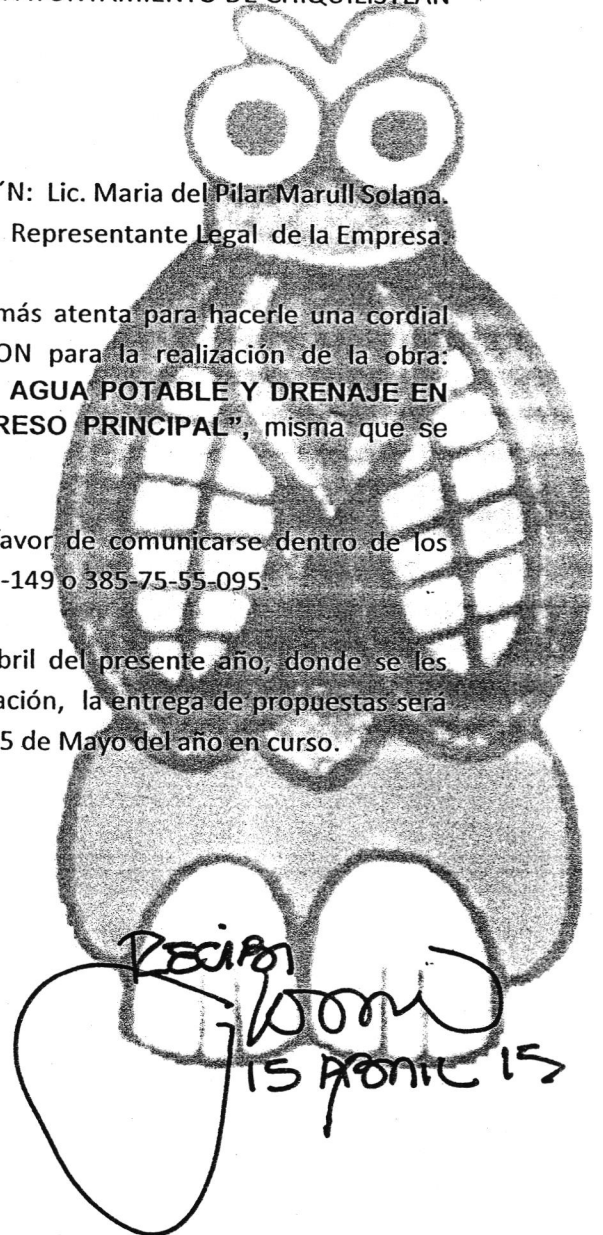 AYUNTAMIENTO DE CHIQUILISTLAN
´N: Lic. Maria del Pilar Marull Solana.
Representante Legal de la Empresa.
más atenta para hacerle una cordial
ON para la realización de la obra:
AGUA POTABLE Y DRENAJE EN
RESO PRINCIPAL”, misma que se
favor de comunicarse dentro de los
-149 o 385-75-55-095.
bril del presente año, donde se les
ación, la entrega de propuestas será
5 de Mayo del año en curso.
RECIBI
15 ABRIL 15